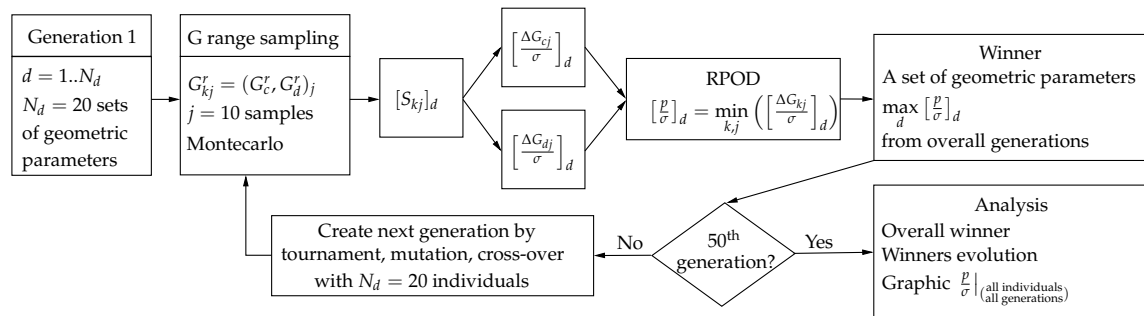 Generation 1
d = 1..N_d
N_d = 20 sets
of geometric
parameters
G range sampling
G^r_{kj} = (G^r_c, G^r_d)_j
j = 10 samples
Montecarlo
[S_{kj}]_d
[ΔG_{cj}/σ]_d
[ΔG_{dj}/σ]_d
RPOD
[p/σ]_d = min_{k,j} ([ΔG_{kj}/σ]_d)
Winner
A set of geometric parameters
max_d [p/σ]_d
from overall generations
50^th
generation?
No
Yes
Create next generation by
tournament, mutation, cross-over
with N_d = 20 individuals
Analysis
Overall winner
Winners evolution
Graphic p/σ|_(all individuals
all generations)